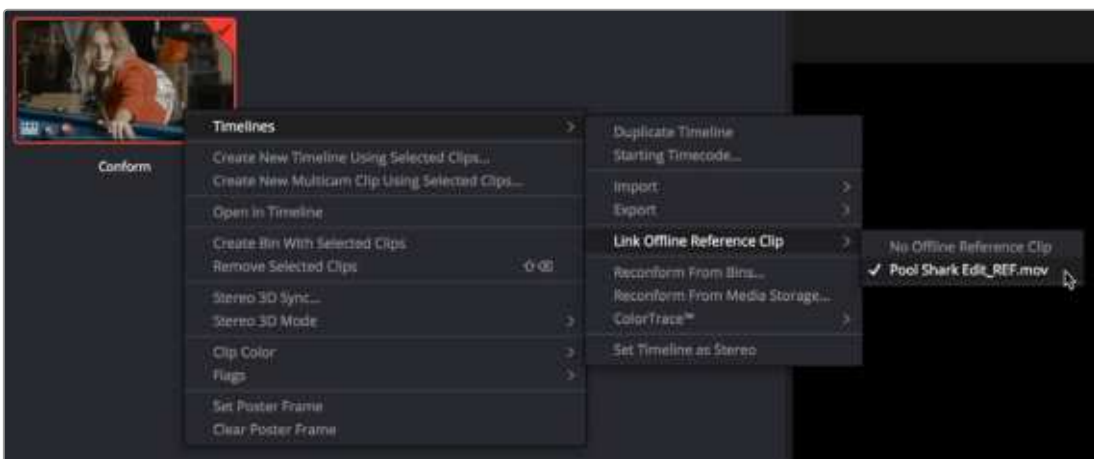 Conform
Timelines
Create New Timeline Using Selected Clips...
Create New Multicam Clip Using Selected Clips...
Open in Timeline
Create Bin With Selected Clips
Remove Selected Clips
Stereo 3D Sync...
Stereo 3D Mode
Clip Color
Flags
Set Poster Frame
Clear Poster Frame
Duplicate Timeline
Starting Timecode...
Import
Export
Link Offline Reference Clip
Reconform From Bins...
Reconform From Media Storage...
ColorTrace™
Set Timeline as Stereo
No Offline Reference Clip
Pool Shark Edit_REF.mov